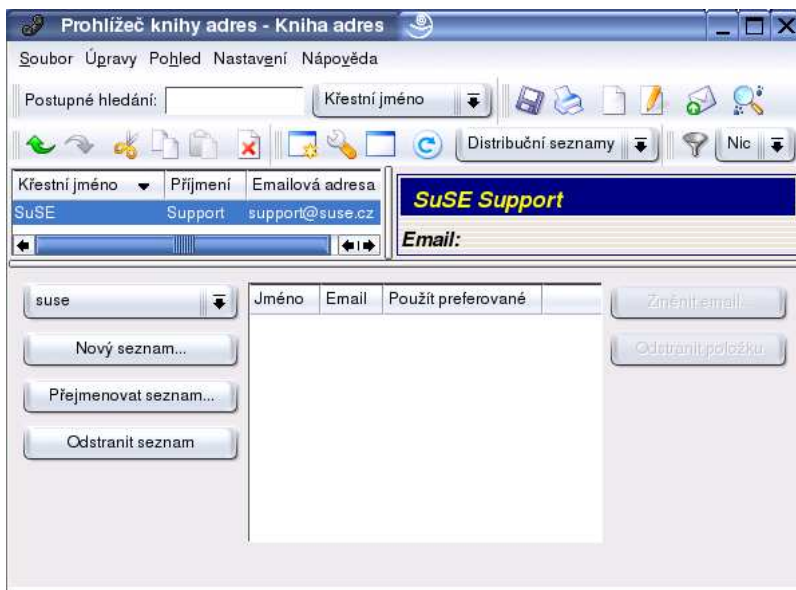 Prohlížeč knihy adres - Kniha adres
Soubor Úpravy Pohled Nastavení Nápověda
Postupné hledání: Křestní jméno
Distribuční seznamy Nic
Křestní jméno Příjmení Emailová adresa
SuSE Support support@suse.cz
SuSE Support
Email:
suse
Nový seznam...
Přejmenovat seznam...
Odstranit seznam
Jméno Email Použít preferované
Změnit email...
Odstranit položku